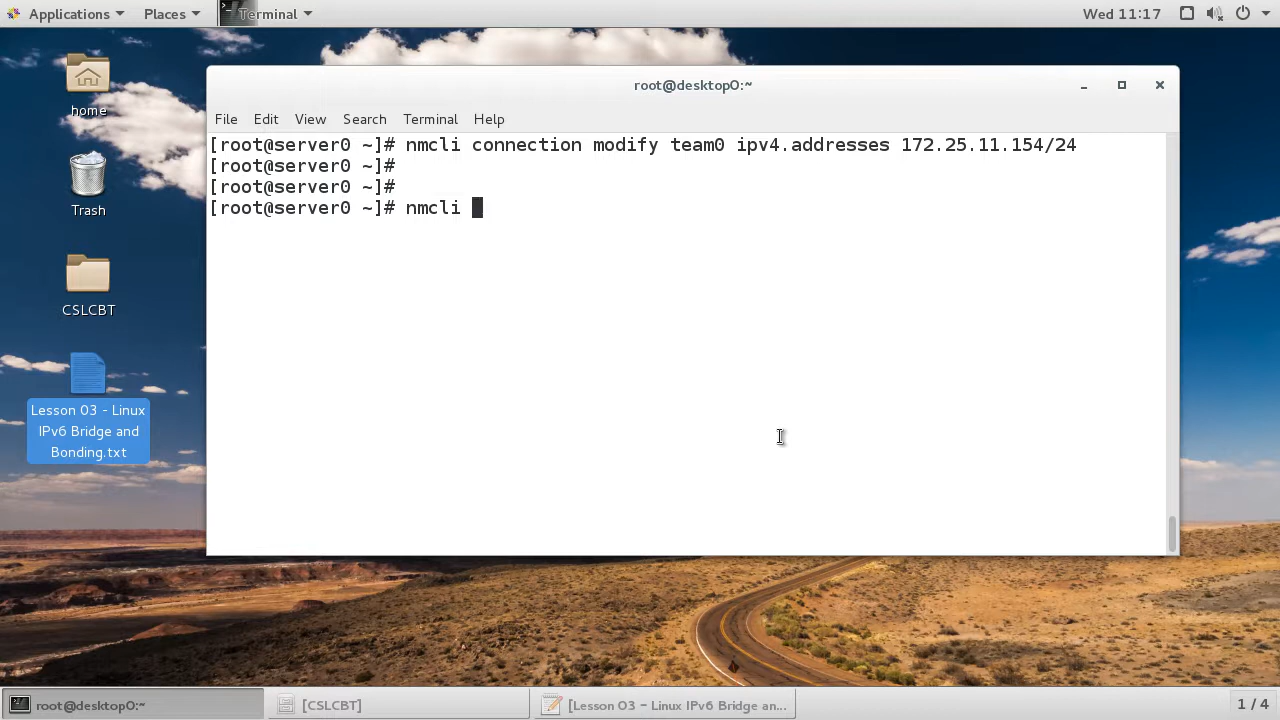 Applications Places Terminal Wed 11:17
root@desktop0:~
File Edit View Search Terminal Help
[root@server0 ~]# nmcli connection modify team0 ipv4.addresses 172.25.11.154/24
[root@server0 ~]#
[root@server0 ~]#
[root@server0 ~]# nmcli
home
Trash
CSLCBT
Lesson 03 - Linux
IPv6 Bridge and
Bonding.txt
root@desktop0:~ [CSLCBT] [Lesson 03 - Linux IPv6 Bridge an... 1 / 4